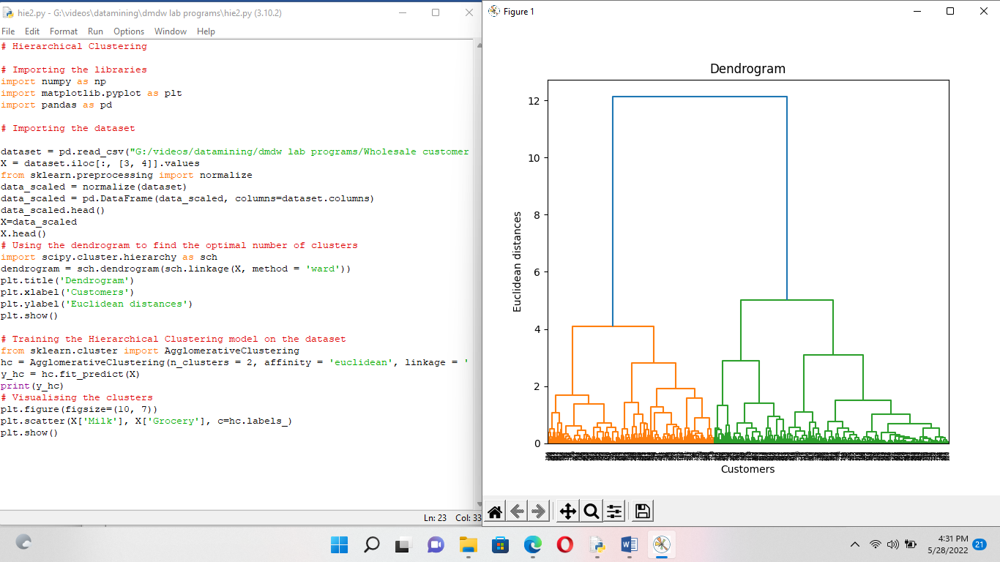 hie2.py - G:\videos\datamining\dmdw lab programs\hie2.py (3.10.2)
File Edit Format Run Options Window Help
# Hierarchical Clustering
# Importing the libraries
import numpy as np
import matplotlib.pyplot as plt
import pandas as pd
# Importing the dataset
dataset = pd.read_csv("G:/videos/datamining/dmdw lab programs/Wholesale customer
X = dataset.iloc[:, [3, 4]].values
from sklearn.preprocessing import normalize
data_scaled = normalize(dataset)
data_scaled = pd.DataFrame(data_scaled, columns=dataset.columns)
data_scaled.head()
X=data_scaled
X.head()
# Using the dendrogram to find the optimal number of clusters
import scipy.cluster.hierarchy as sch
dendrogram = sch.dendrogram(sch.linkage(X, method = 'ward'))
plt.title('Dendrogram')
plt.xlabel('Customers')
plt.ylabel('Euclidean distances')
plt.show()
# Training the Hierarchical Clustering model on the dataset
from sklearn.cluster import AgglomerativeClustering
hc = AgglomerativeClustering(n_clusters = 2, affinity = 'euclidean', linkage = '
y_hc = hc.fit_predict(X)
print(y_hc)
# Visualising the clusters
plt.figure(figsize=(10, 7))
plt.scatter(X['Milk'], X['Grocery'], c=hc.labels_)
plt.show()
Ln: 23 Col: 33
Figure 1
Dendrogram
12
10
8
6
4
2
0
Euclidean distances
Customers
4:31 PM
5/28/2022
21